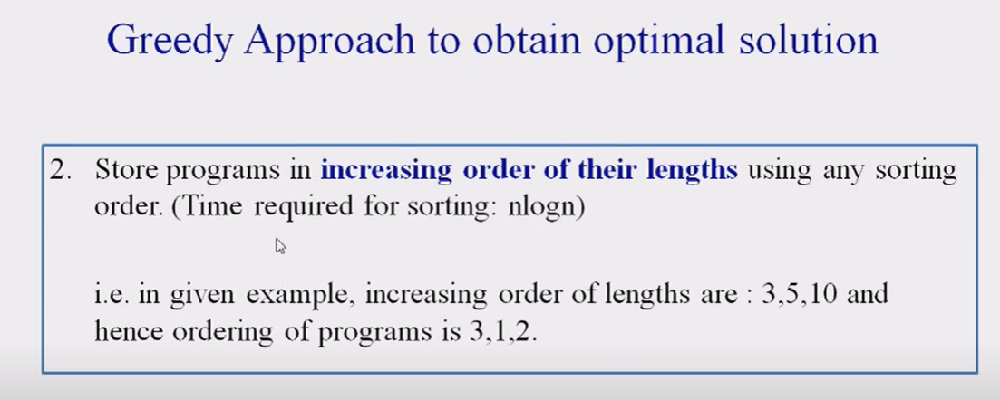 Greedy Approach to obtain optimal solution
2. Store programs in increasing order of their lengths using any sorting
order. (Time required for sorting: nlogn)
i.e. in given example, increasing order of lengths are : 3,5,10 and
hence ordering of programs is 3,1,2.